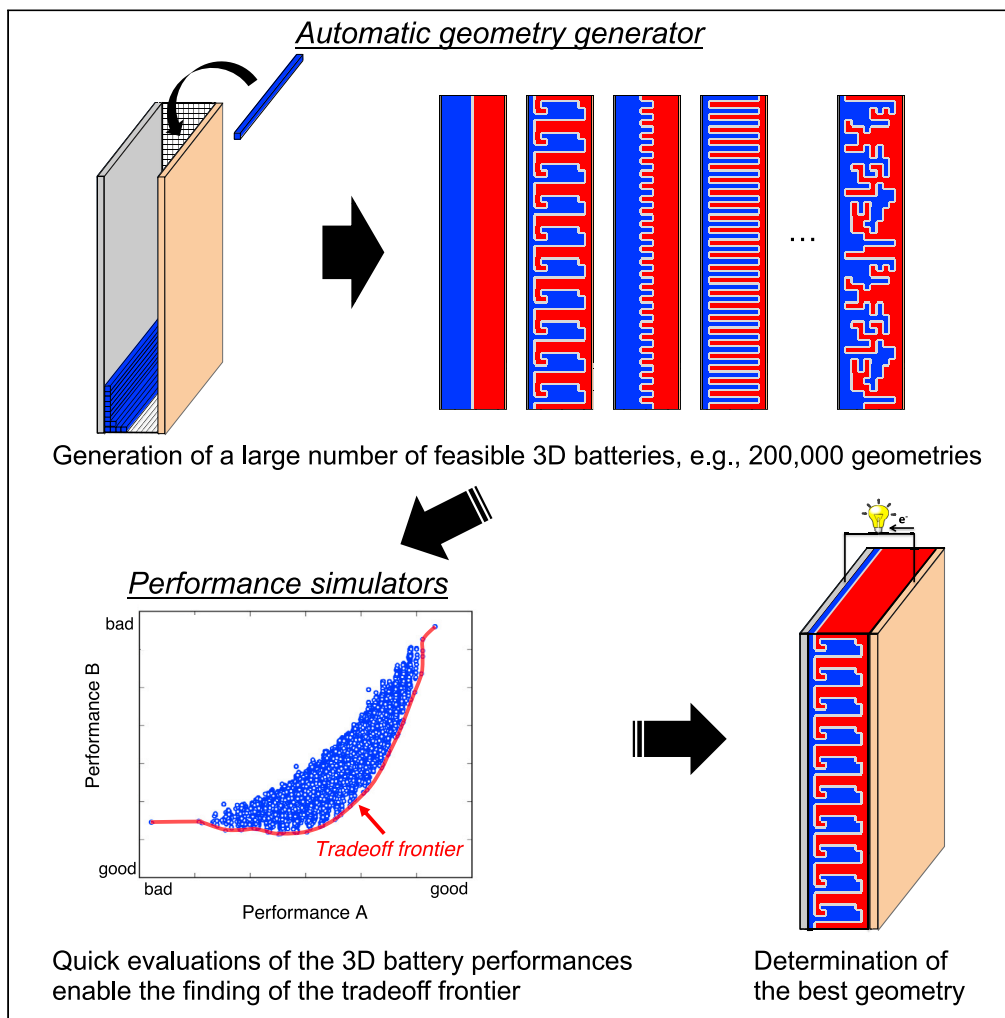 Automatic geometry generator
...
Generation of a large number of feasible 3D batteries, e.g., 200,000 geometries
Performance simulators
bad
Performance B
good
Tradeoff frontier
bad
good
Performance A
e-
Quick evaluations of the 3D battery performances
enable the finding of the tradeoff frontier
Determination of
the best geometry